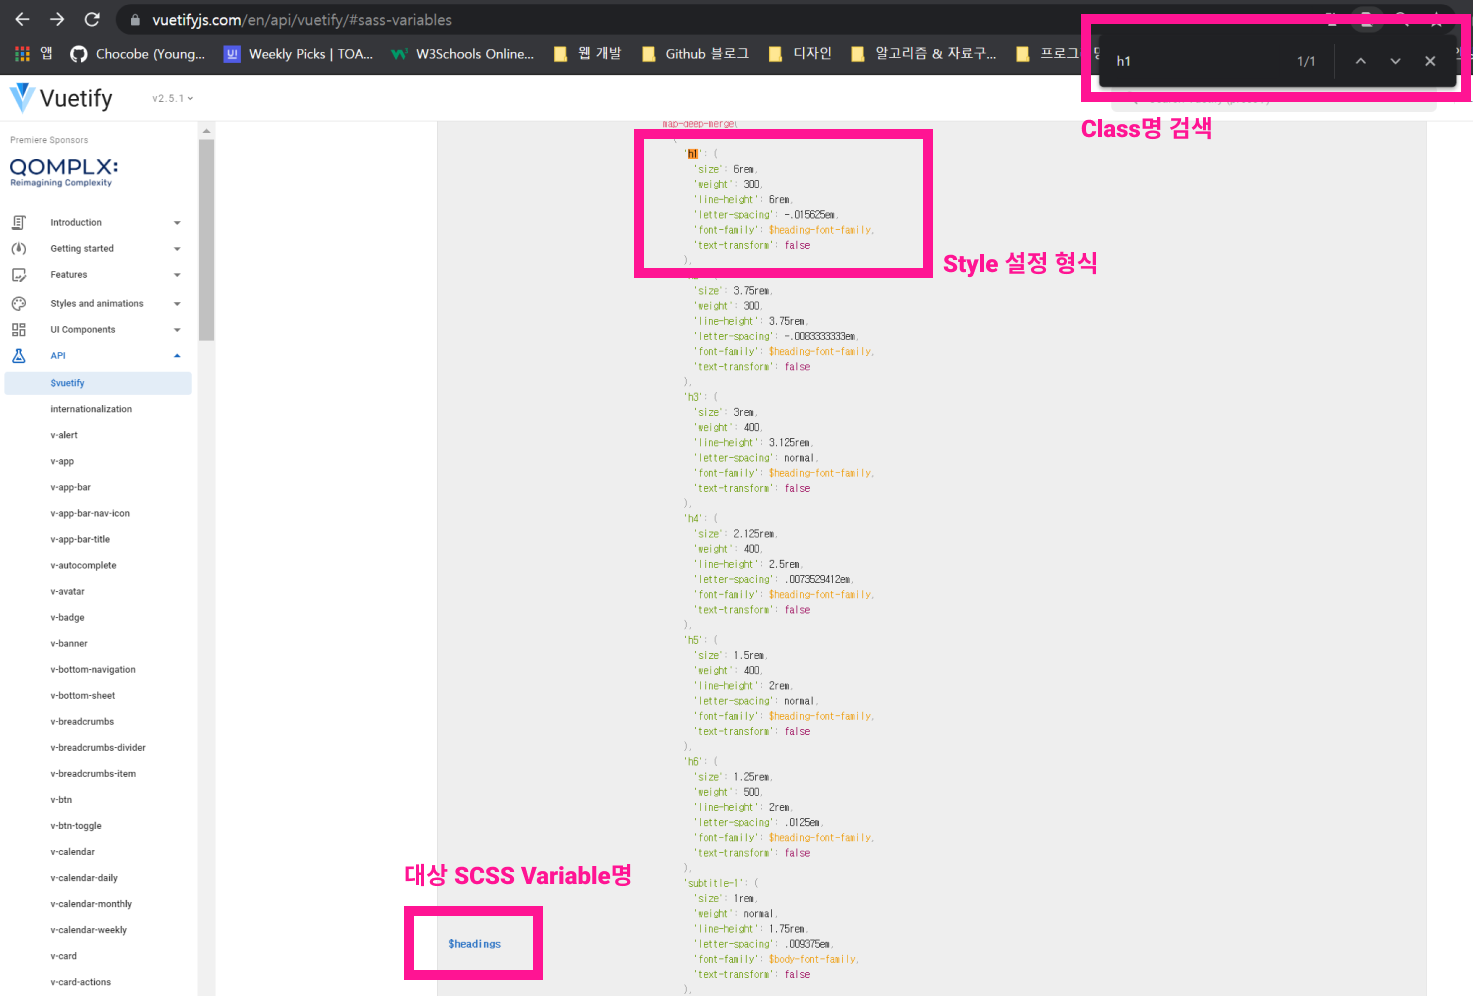 vuetifyjs.com/en/api/vuetify/#sass-variables
앱
Chocobe (Young...
Weekly Picks | TOA...
W3Schools Online...
웹 개발
Github 블로그
디자인
알고리즘 & 자료구...
h1
1/1
Class명 검색
Vuetify
v2.5.1
Premiere Sponsors
QOMPLX:
Reimagining Complexity
Introduction
Getting started
Features
Styles and animations
UI Components
API
$vuetify
internationalization
v-alert
v-app
v-app-bar
v-app-bar-nav-icon
v-app-bar-title
v-autocomplete
v-avatar
v-badge
v-banner
v-bottom-navigation
v-bottom-sheet
v-breadcrumbs
v-breadcrumbs-divider
v-breadcrumbs-item
v-btn
v-btn-toggle
v-calendar
v-calendar-daily
v-calendar-monthly
v-calendar-weekly
v-card
v-card-actions
대상 SCSS Variable명
$headings
map-deep-merge(
(
'h1': (
'size': 6rem,
'weight': 300,
'line-height': 6rem,
'letter-spacing': -.015625em,
'font-family': $heading-font-family,
'text-transform': false
),
Style 설정 형식
'size': 3.75rem,
'weight': 300,
'line-height': 3.75rem,
'letter-spacing': -.0083333333em,
'font-family': $heading-font-family,
'text-transform': false
),
'h3': (
'size': 3rem,
'weight': 400,
'line-height': 3.125rem,
'letter-spacing': normal,
'font-family': $heading-font-family,
'text-transform': false
),
'h4': (
'size': 2.125rem,
'weight': 400,
'line-height': 2.5rem,
'letter-spacing': .0073529412em,
'font-family': $heading-font-family,
'text-transform': false
),
'h5': (
'size': 1.5rem,
'weight': 400,
'line-height': 2rem,
'letter-spacing': normal,
'font-family': $heading-font-family,
'text-transform': false
),
'h6': (
'size': 1.25rem,
'weight': 500,
'line-height': 2rem,
'letter-spacing': .0125em,
'font-family': $heading-font-family,
'text-transform': false
),
'subtitle-1': (
'size': 1rem,
'weight': normal,
'line-height': 1.75rem,
'letter-spacing': .009375em,
'font-family': $body-font-family,
'text-transform': false
),